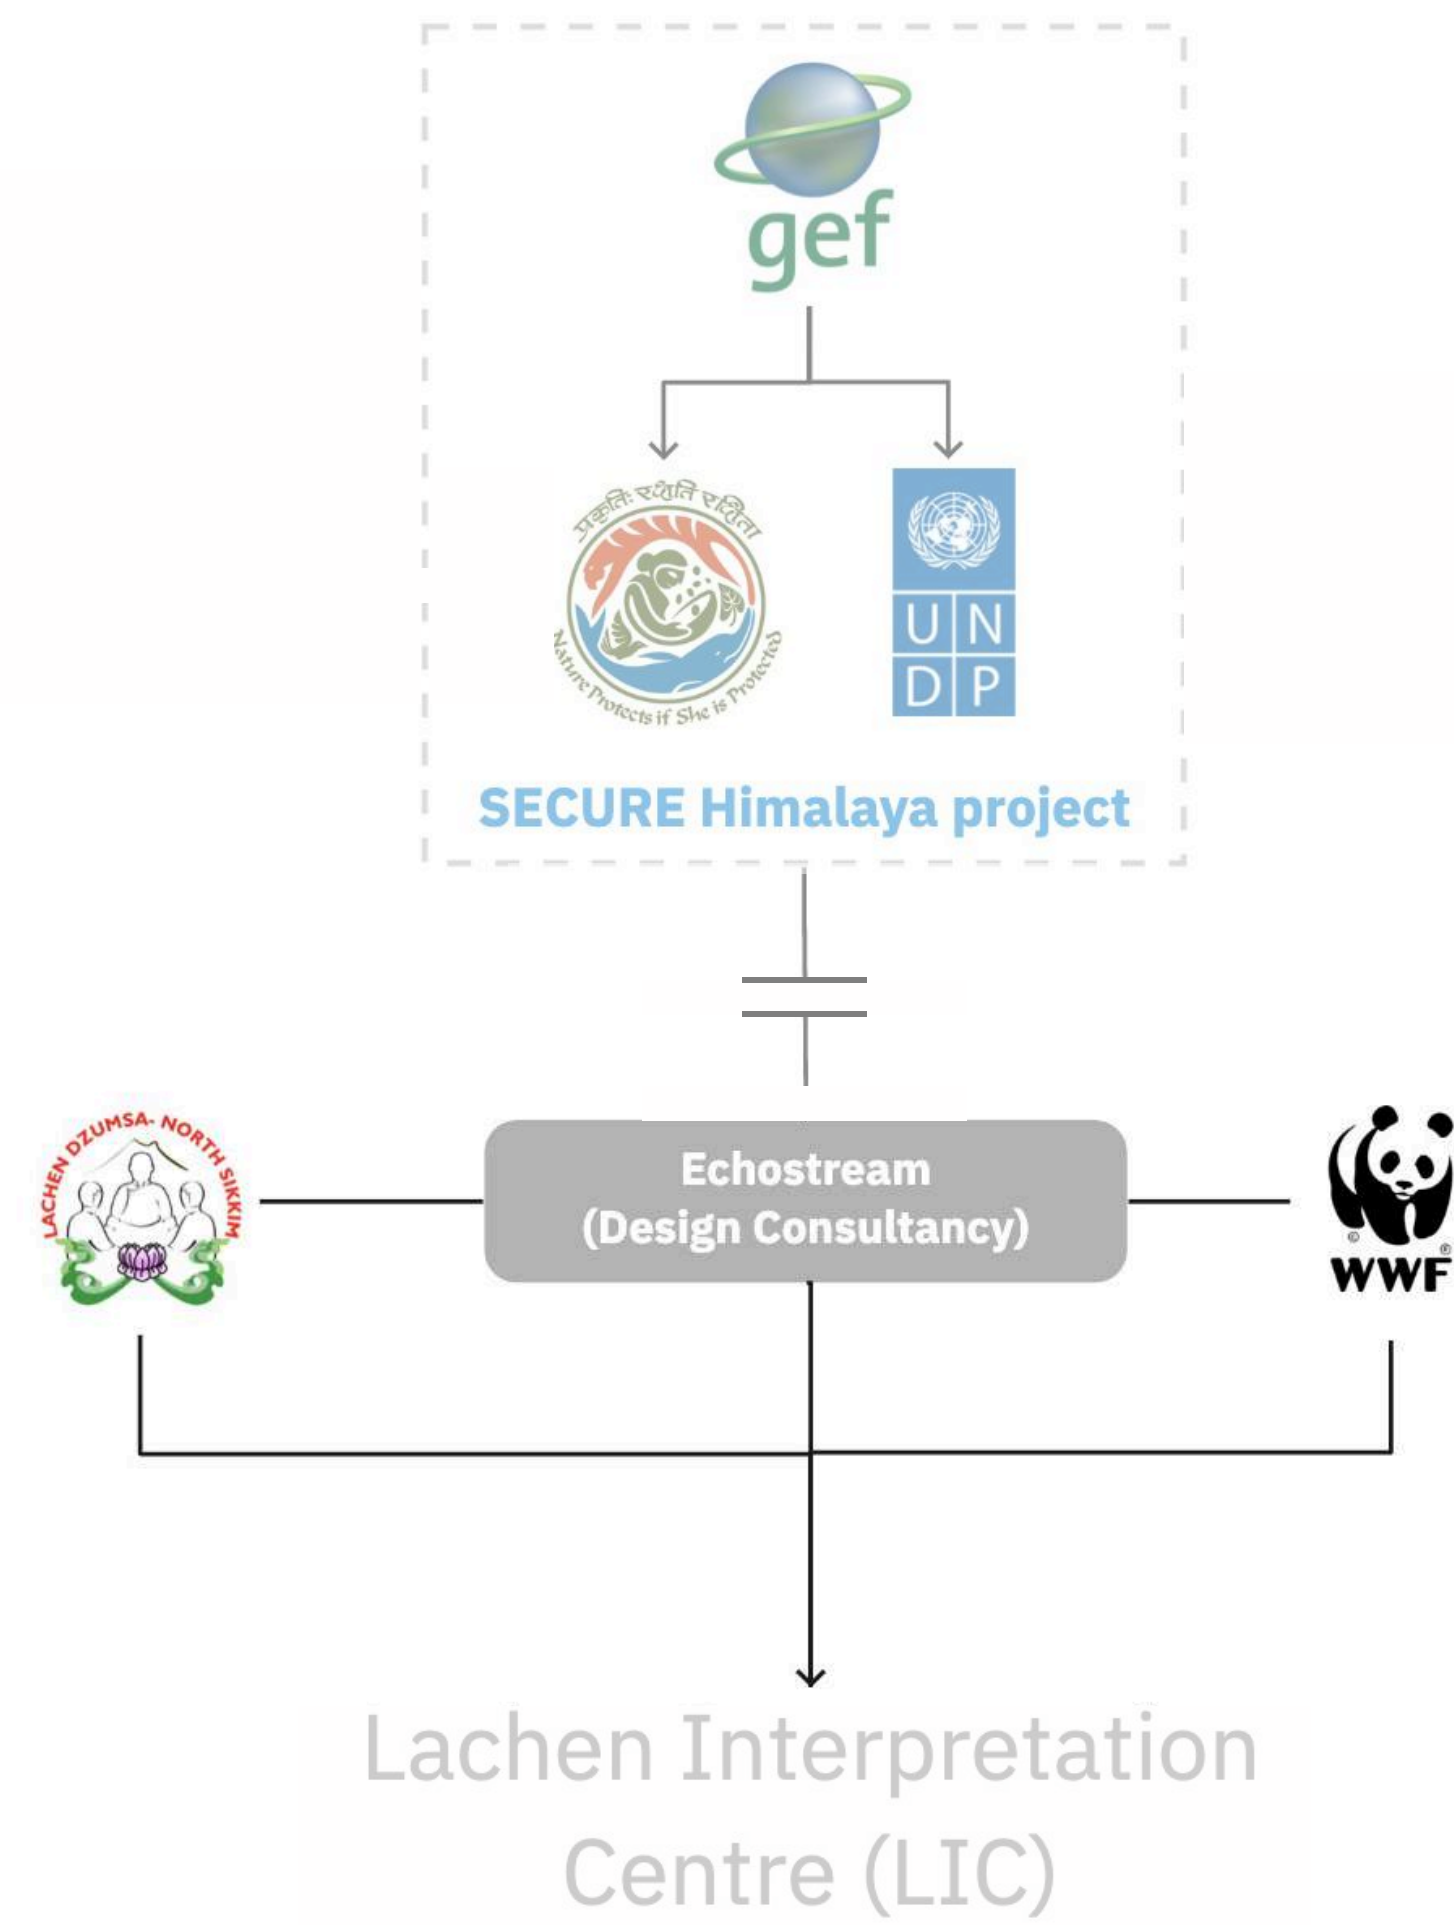 gef
प्रकृतिः रक्षति रक्षिता
Nature Protects if She is Protected
U N
D P
SECURE Himalaya project
LACHEN DZUMSA- NORTH SIKKIM
Echostream
(Design Consultancy)
©
®
WWF
Lachen Interpretation
Centre (LIC)